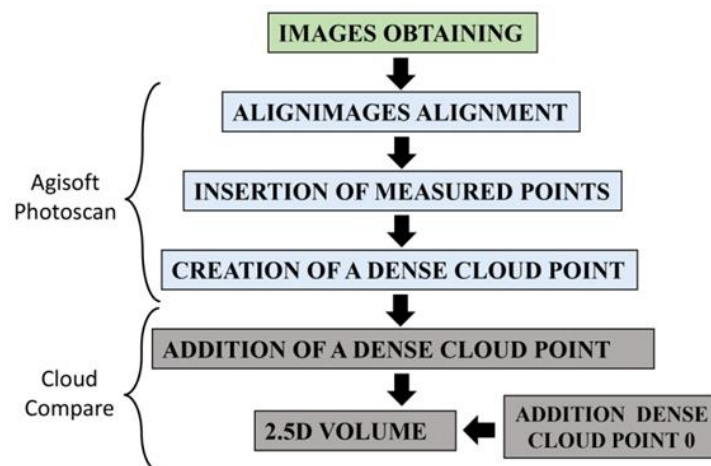 IMAGES OBTAINING
ALIGNIMAGES ALIGNMENT
Agisoft
Photoscan
INSERTION OF MEASURED POINTS
CREATION OF A DENSE CLOUD POINT
ADDITION OF A DENSE CLOUD POINT
Cloud
Compare
2.5D VOLUME
ADDITION DENSE
CLOUD POINT 0